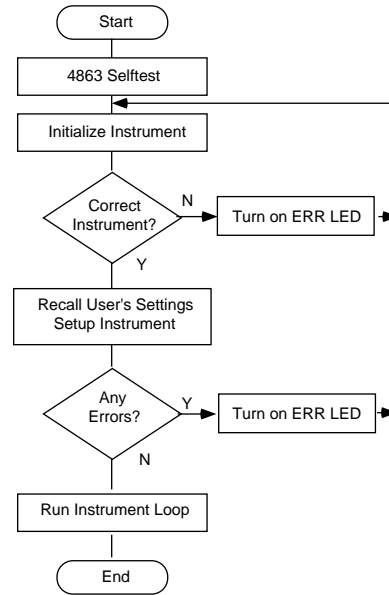 Start
4863 Selftest
Initialize Instrument
Correct
Instrument?
N
Turn on ERR LED
Y
Recall User's Settings
Setup Instrument
Any
Errors?
Y
Turn on ERR LED
N
Run Instrument Loop
End